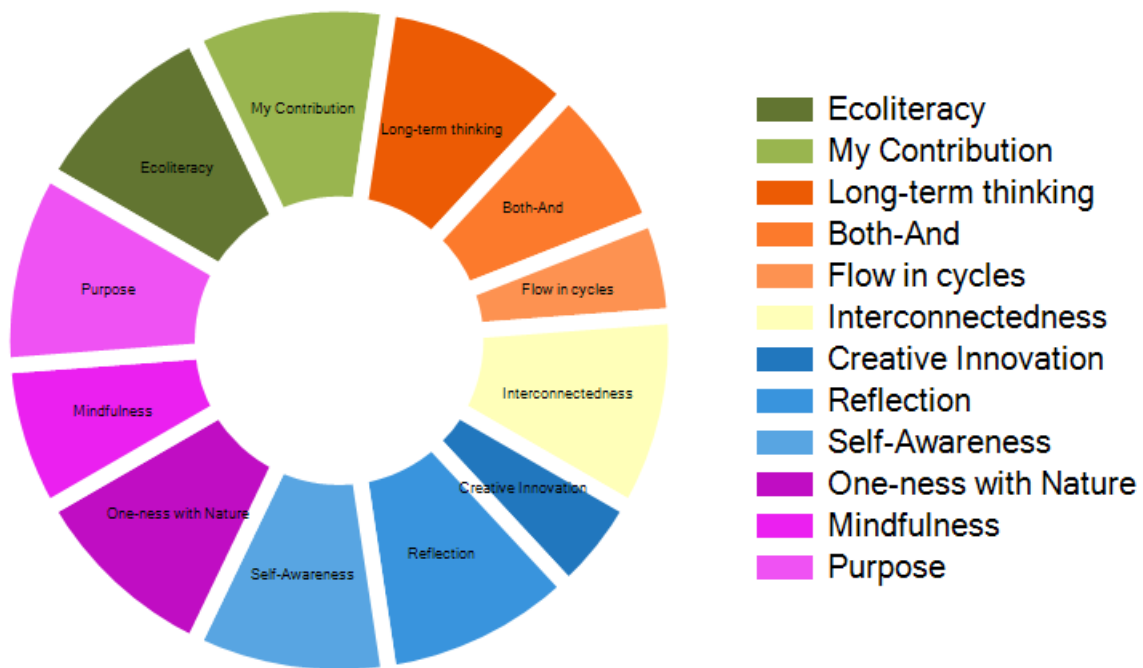 My Contribution
Long-term thinking
Ecoliteracy
Both-And
Purpose
Flow in cycles
Interconnectedness
Mindfulness
Creative Innovation
One-ness with Nature
Reflection
Self-Awareness
Ecoliteracy
My Contribution
Long-term thinking
Both-And
Flow in cycles
Interconnectedness
Creative Innovation
Reflection
Self-Awareness
One-ness with Nature
Mindfulness
Purpose